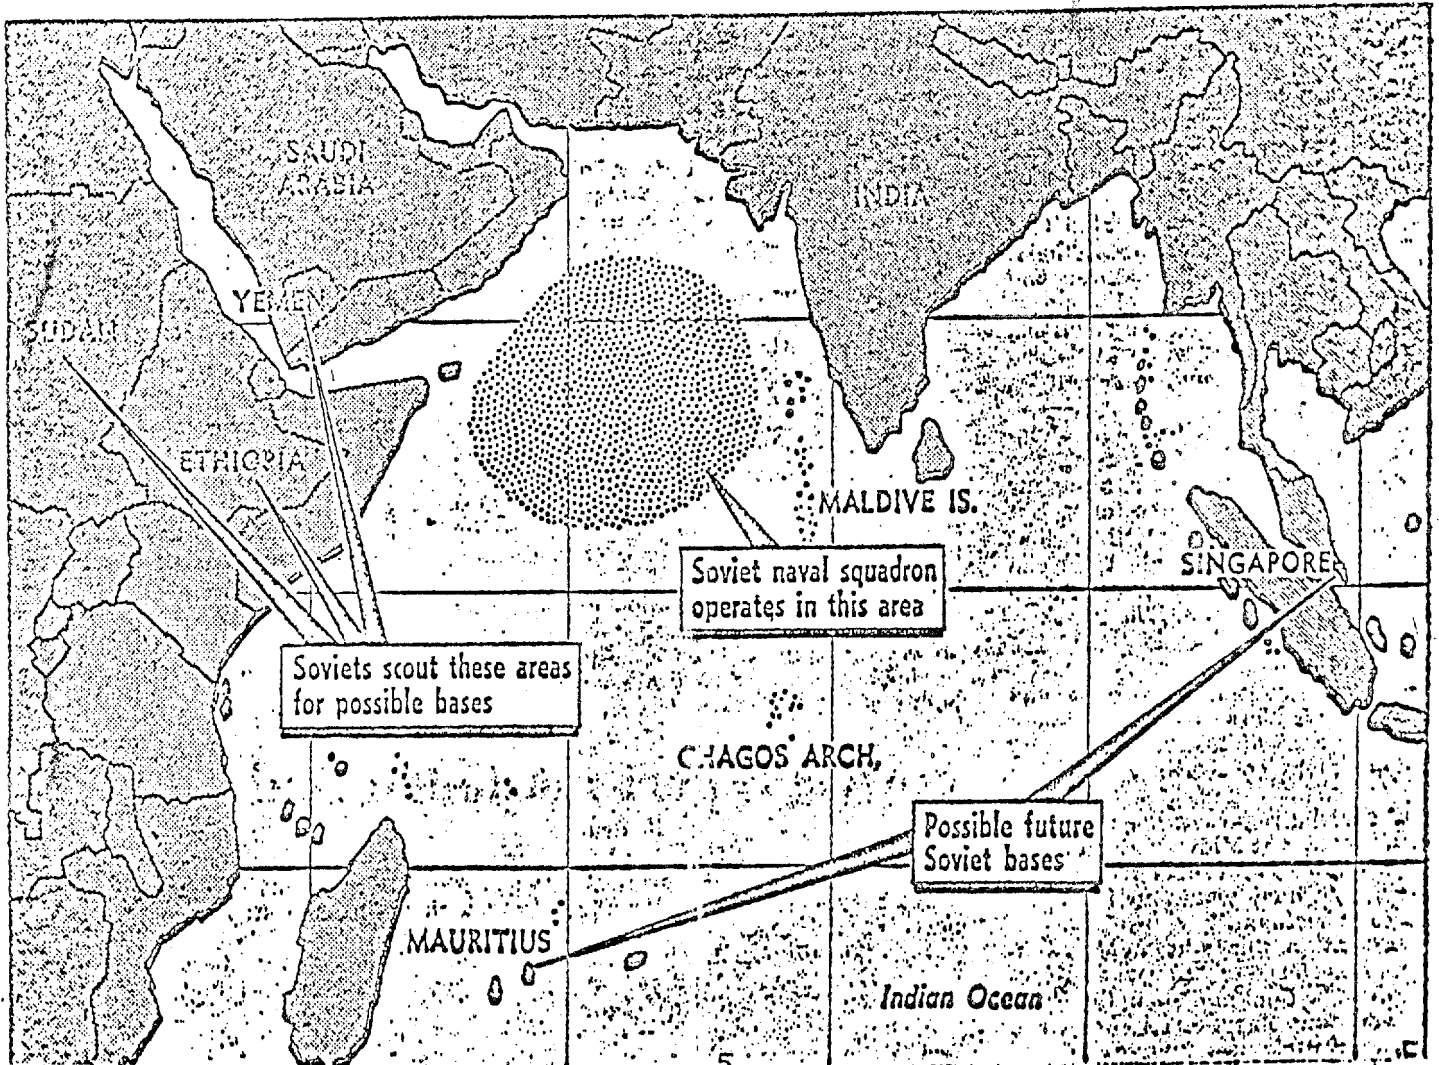 SAUDI
ARABIA
INDIA
YEMEN
SUDAN
ETHIOPIA
MALDIVE IS.
Soviet naval squadron
operates in this area
SINGAPORE
Soviets scout these areas
for possible bases
CHAGOS ARCH,
Possible future
Soviet bases
MAURITIUS
Indian Ocean